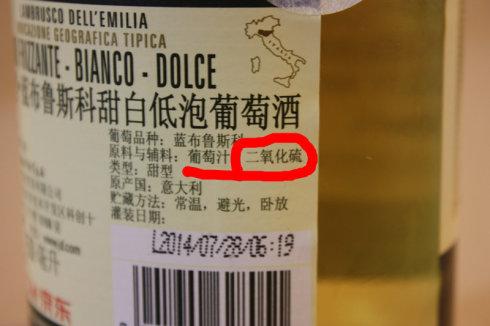 LAMBRUSCO DELL'EMILIA
GEOGRAFICA TIPICA
FRIZZANTE - BIANCO - DOLCE
蓝布鲁斯科甜白低泡葡萄酒
葡萄品种：蓝布鲁斯科
原料与辅料：葡萄汁、二氧化硫
类型：甜型
原产国：意大利
贮藏方法：常温，避光，卧放
灌装日期：
L2014/07/28/06:19
京东